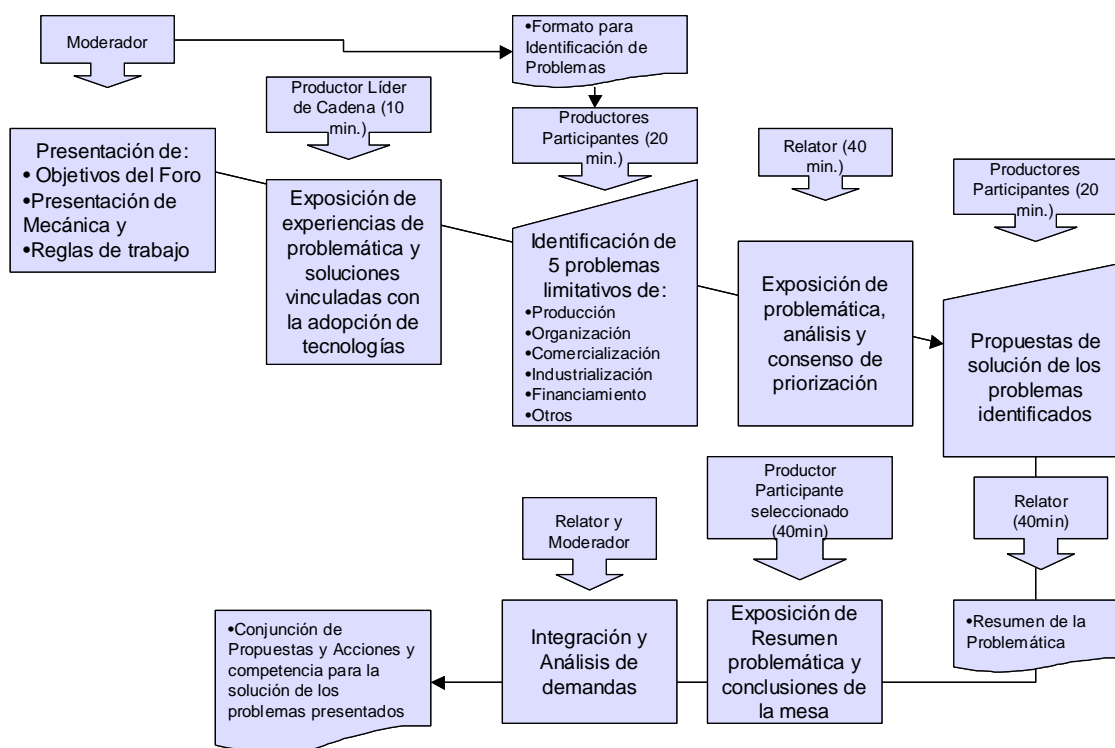 Moderador
•Formato para
Identificación de
Problemas
Productor Líder
de Cadena (10
min.)
Productores
Participantes (20
min.)
Relator (40
min.)
Productores
Participantes (20
min.)
Presentación de:
• Objetivos del Foro
•Presentación de
Mecánica y
•Reglas de trabajo
Exposición de
experiencias de
problemática y
soluciones
vinculadas con
la adopción de
tecnologías
Identificación de
5 problemas
limitativos de:
•Producción
•Organización
•Comercialización
•Industrialización
•Financiamiento
•Otros
Exposición de
problemática,
análisis y
consenso de
priorización
Propuestas de
solución de los
problemas
identificados
Relator
(40min)
•Resumen de la
Problemática
Productor
Participante
seleccionado
(40min)
Exposición de
Resumen
problemática y
conclusiones de
la mesa
Relator y
Moderador
Integración y
Análisis de
demandas
•Conjunción de
Propuestas y Acciones y
competencia para la
solución de los
problemas presentados